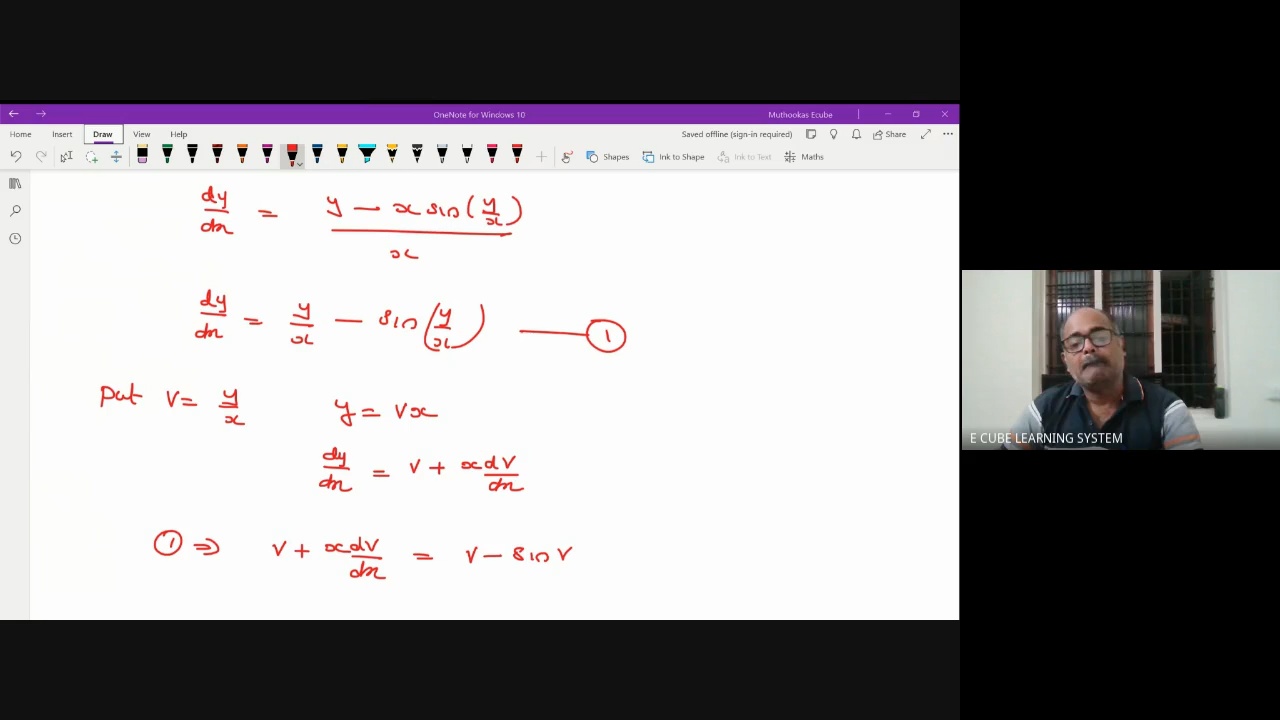 OneNote for Windows 10
Muthookas Ecube
Home Insert Draw View Help
Saved offline (sign-in required) Share
Shapes Ink to Shape Ink to Text Maths
dy/dx = (y − x sin(y/x))/x
dy/dx = y/x − sin(y/x) —— ①
Put v = y/x y = vx
dy/dx = v + x dv/dx
① ⇒ v + x dv/dx = v − sin v
E CUBE LEARNING SYSTEM